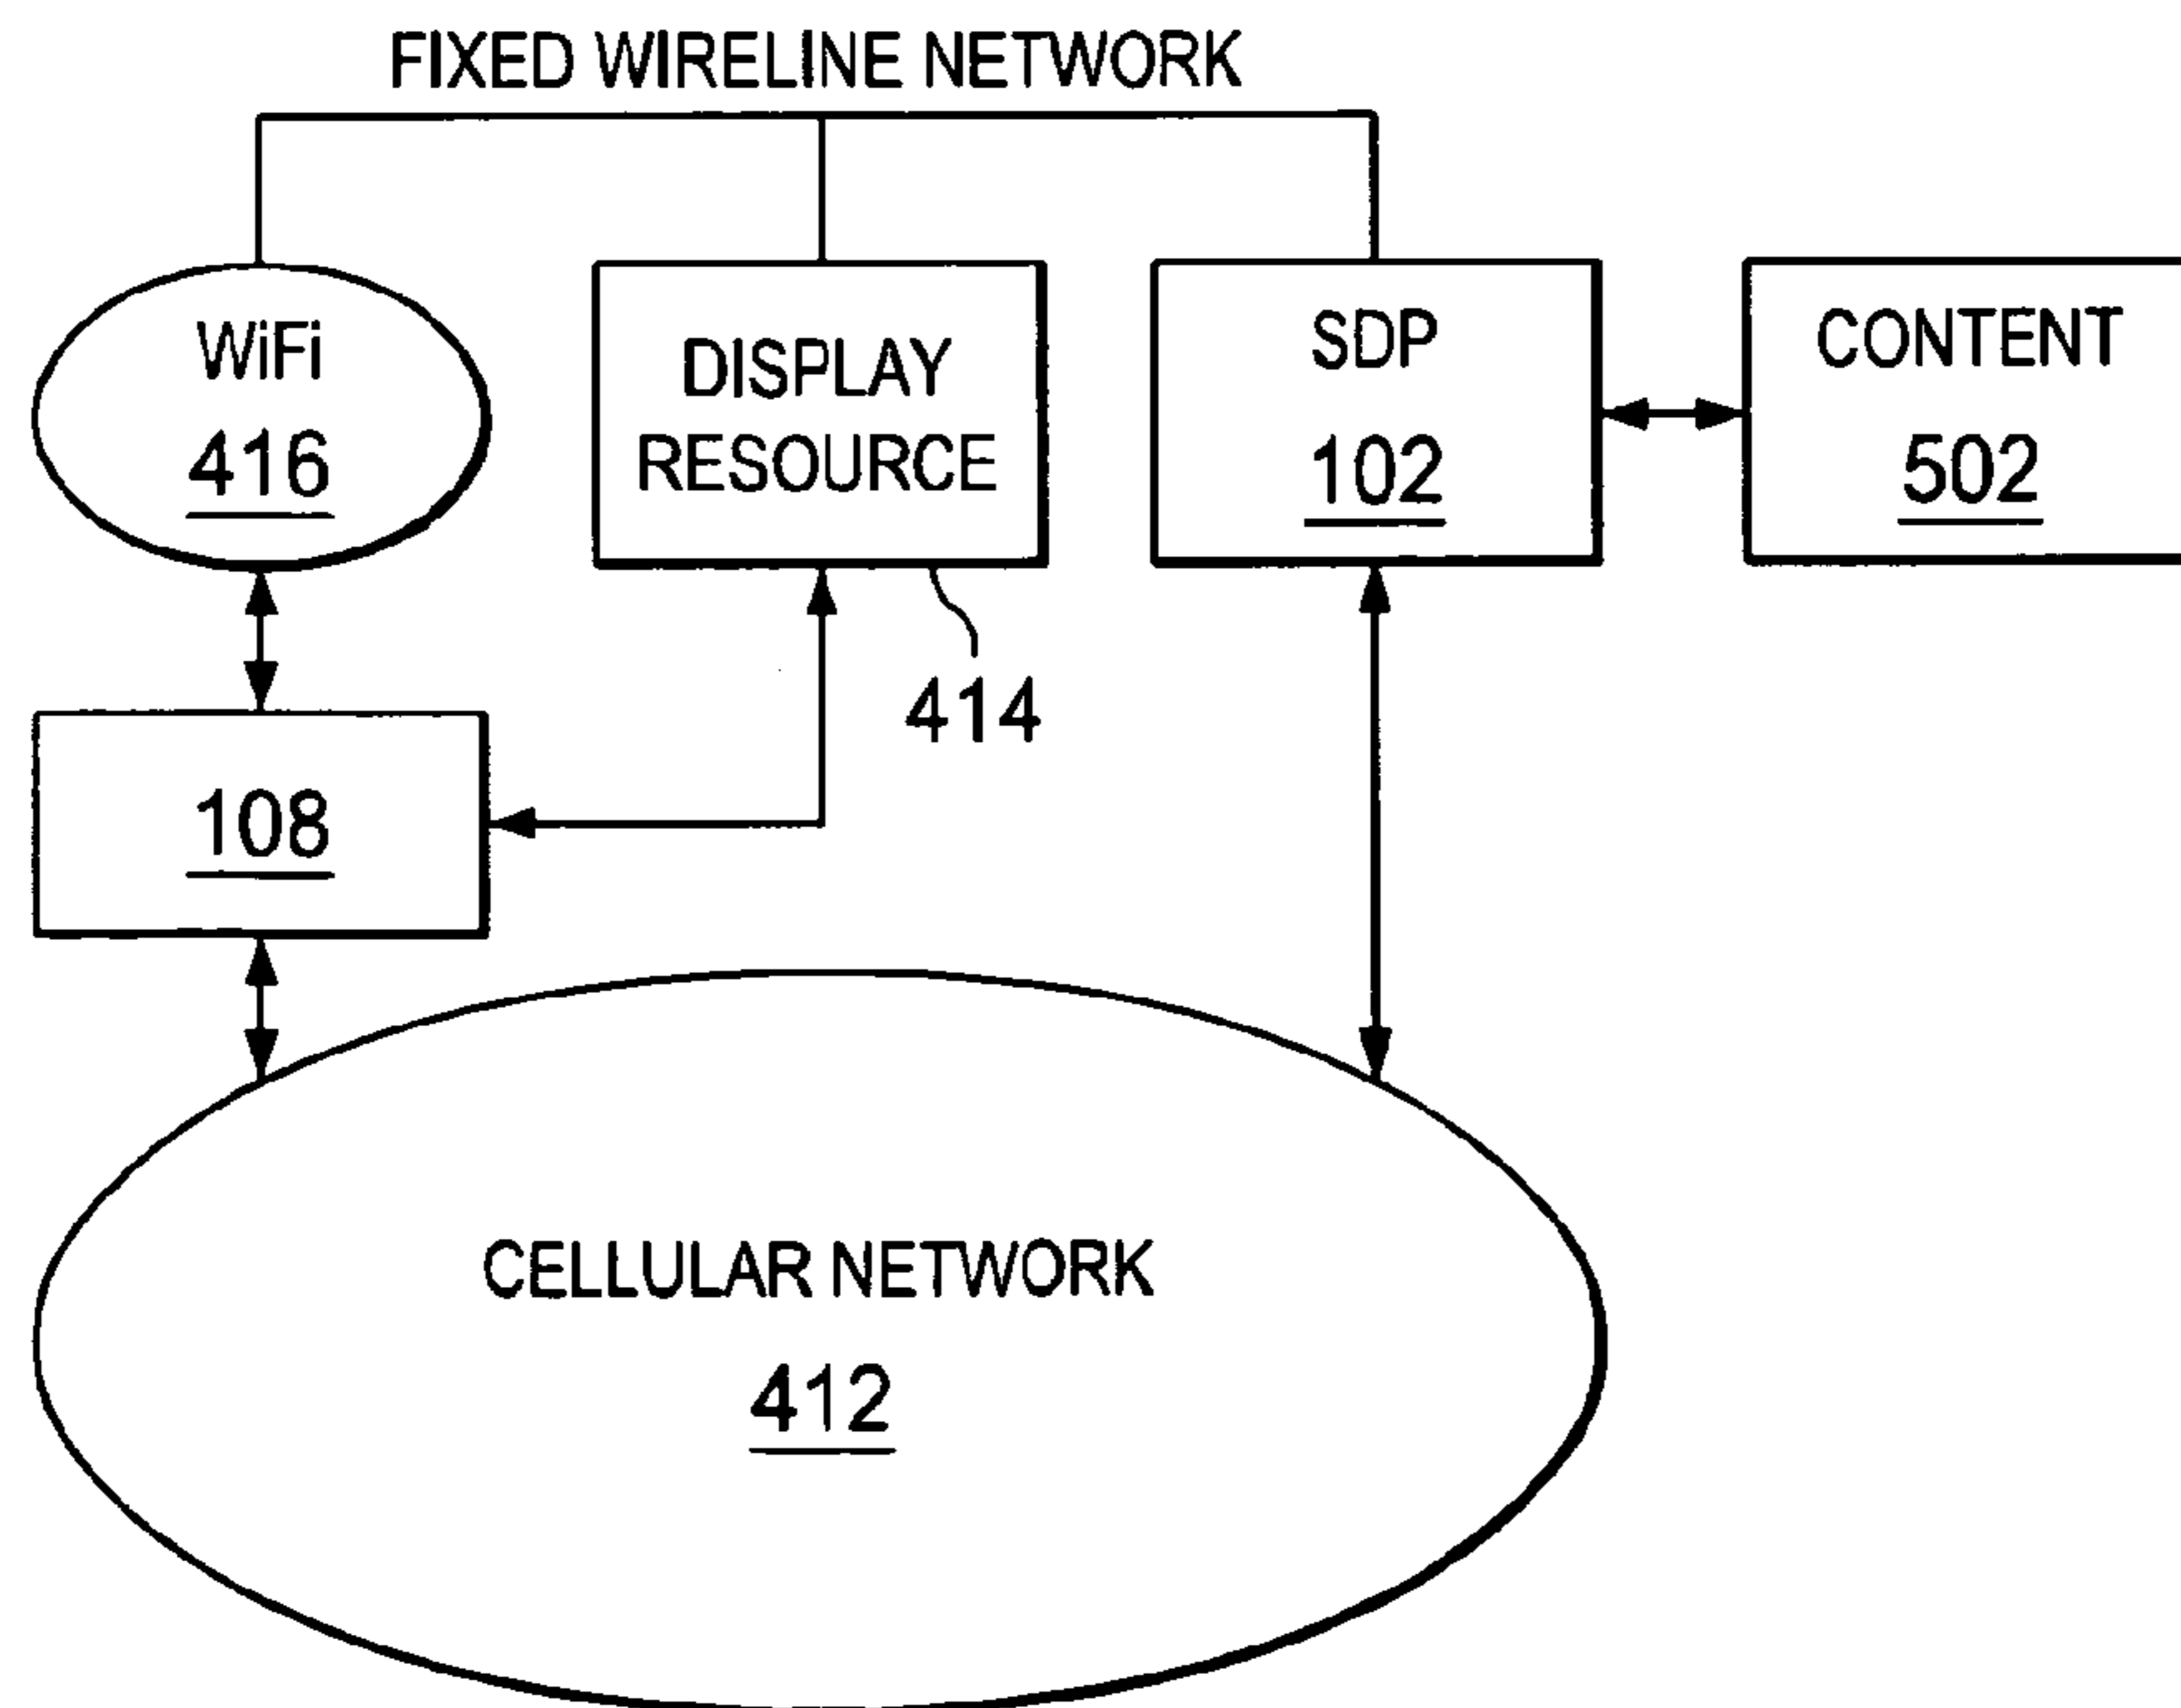 FIXED WIRELINE NETWORK
WiFi
416
DISPLAY
RESOURCE
414
SDP
102
CONTENT
502
108
CELLULAR NETWORK
412